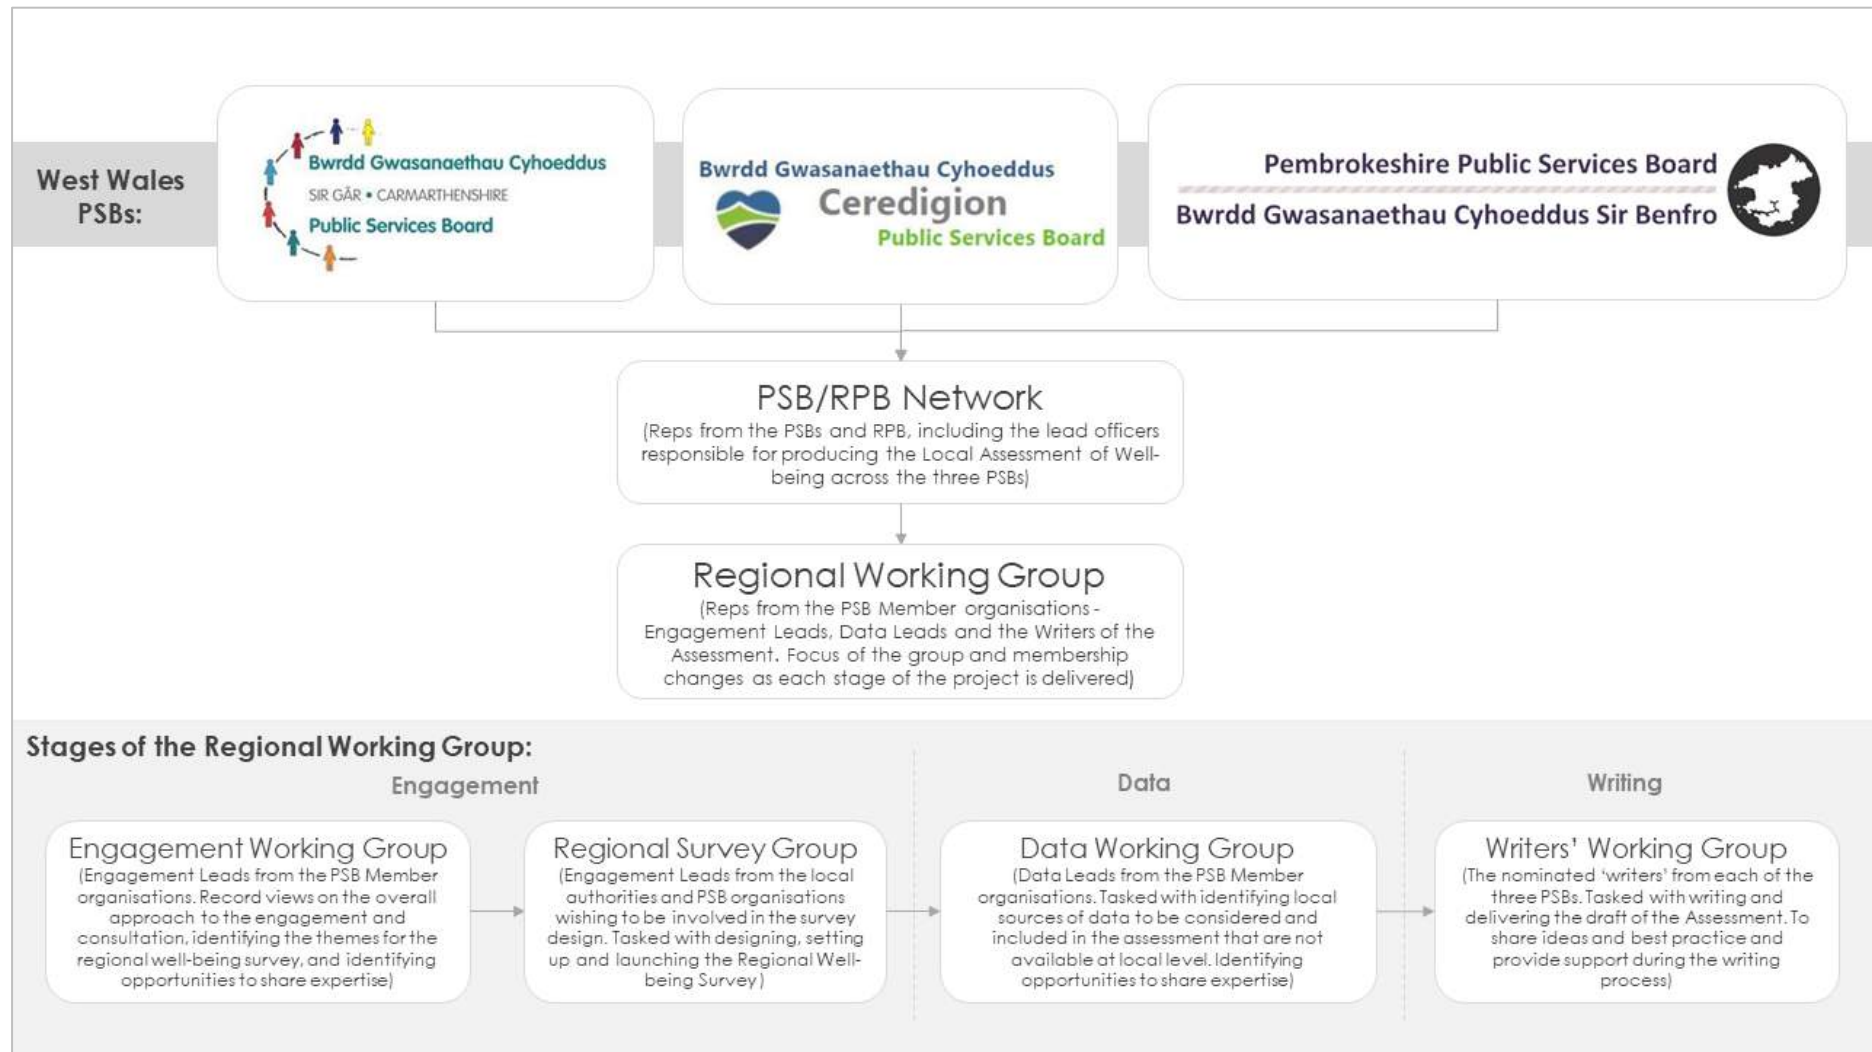 West Wales
PSBs:
Bwrdd Gwasanaethau Cyhoeddus
SIR GÂR • CARMARTHENSHIRE
Public Services Board
Bwrdd Gwasanaethau Cyhoeddus
Ceredigion
Public Services Board
Pembrokeshire Public Services Board
Bwrdd Gwasanaethau Cyhoeddus Sir Benfro
PSB/RPB Network
(Reps from the PSBs and RPB, including the lead officers
responsible for producing the Local Assessment of Well-
being across the three PSBs)
Regional Working Group
(Reps from the PSB Member organisations -
Engagement Leads, Data Leads and the Writers of the
Assessment. Focus of the group and membership
changes as each stage of the project is delivered)
Stages of the Regional Working Group:
Engagement
Engagement Working Group
(Engagement Leads from the PSB Member
organisations. Record views on the overall
approach to the engagement and
consultation, identifying the themes for the
regional well-being survey, and identifying
opportunities to share expertise)
Regional Survey Group
(Engagement Leads from the local
authorities and PSB organisations
wishing to be involved in the survey
design. Tasked with designing, setting
up and launching the Regional Well-
being Survey)
Data
Data Working Group
(Data Leads from the PSB Member
organisations. Tasked with identifying local
sources of data to be considered and
included in the assessment that are not
available at local level. Identifying
opportunities to share expertise)
Writing
Writers' Working Group
(The nominated 'writers' from each of the
three PSBs. Tasked with writing and
delivering the draft of the Assessment. To
share ideas and best practice and
provide support during the writing
process)